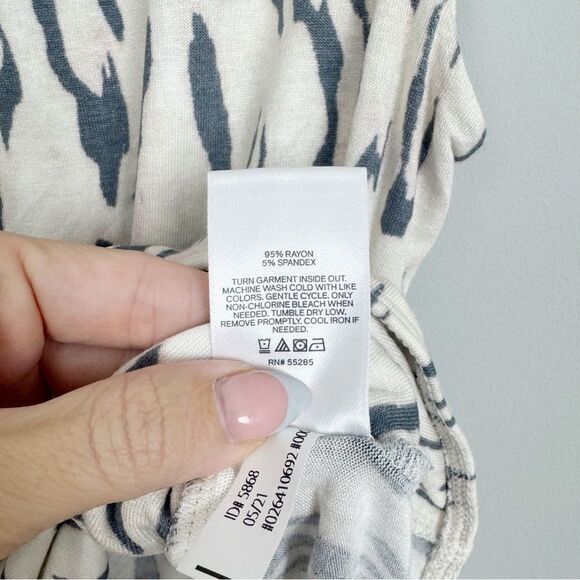 95% RAYON
5% SPANDEX
TURN GARMENT INSIDE OUT.
MACHINE WASH COLD WITH LIKE
COLORS. GENTLE CYCLE. ONLY
NON-CHLORINE BLEACH WHEN
NEEDED. TUMBLE DRY LOW.
REMOVE PROMPTLY. COOL IRON IF
NEEDED.
RN# 55285
ID# 5868
05/21
#026410692